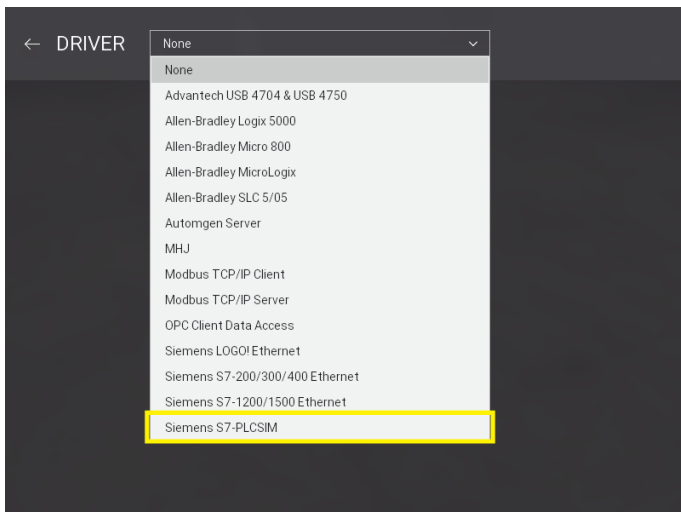 ← DRIVER None
None
Advantech USB 4704 & USB 4750
Allen-Bradley Logix 5000
Allen-Bradley Micro 800
Allen-Bradley MicroLogix
Allen-Bradley SLC 5/05
Automgen Server
MHJ
Modbus TCP/IP Client
Modbus TCP/IP Server
OPC Client Data Access
Siemens LOGO! Ethernet
Siemens S7-200/300/400 Ethernet
Siemens S7-1200/1500 Ethernet
Siemens S7-PLCSIM